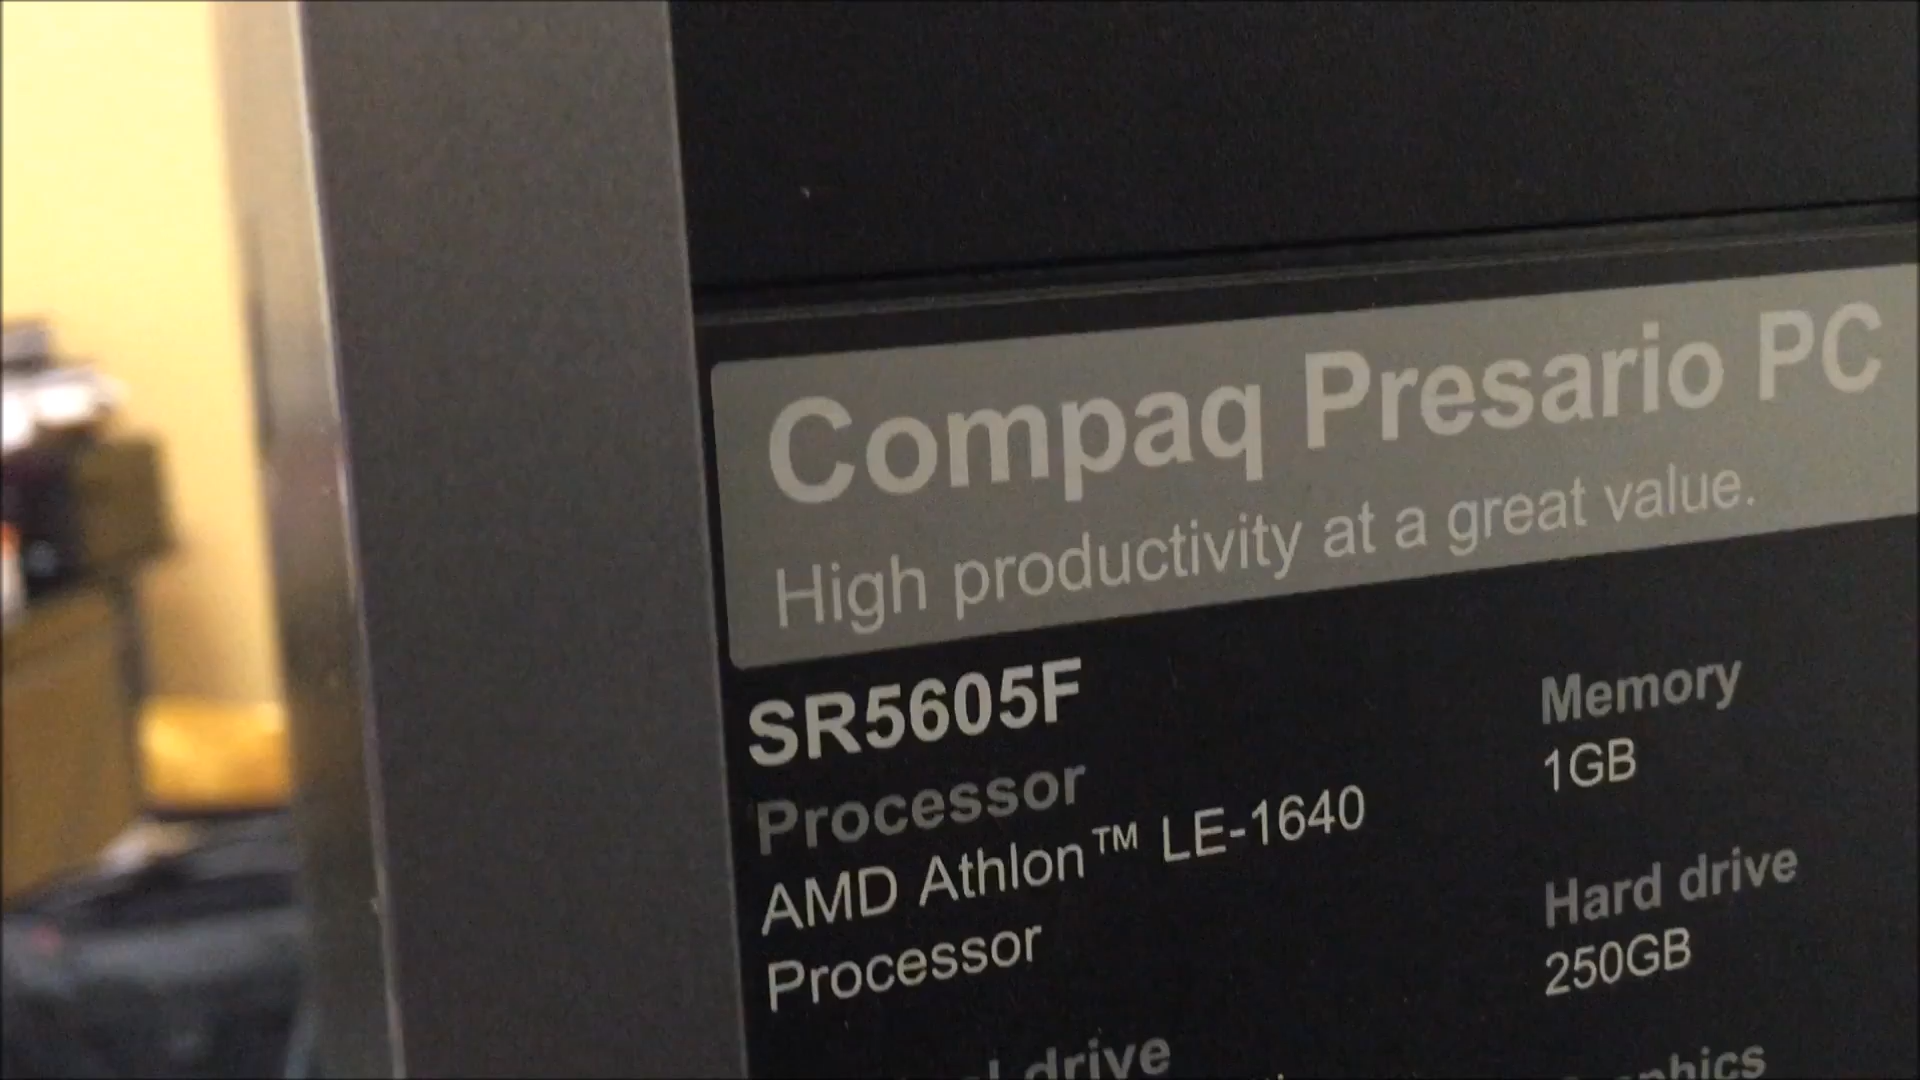 Compaq Presario PC
High productivity at a great value.
SR5605F
Processor
AMD Athlon™ LE-1640
Processor
Memory
1GB
Hard drive
250GB
drive